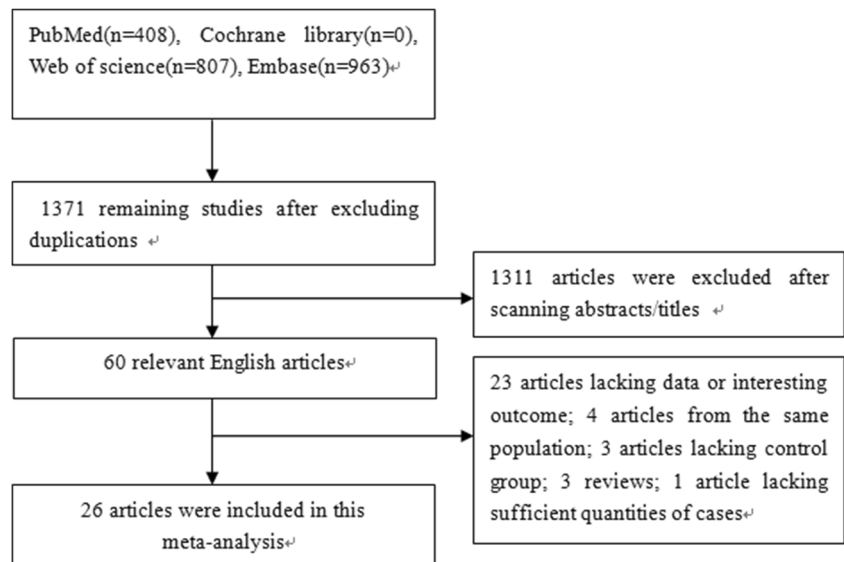 PubMed(n=408), Cochrane library(n=0),
Web of science(n=807), Embase(n=963)↵
1371 remaining studies after excluding
duplications ↵
1311 articles were excluded after
scanning abstracts/titles ↵
60 relevant English articles↵
23 articles lacking data or interesting
outcome; 4 articles from the same
population; 3 articles lacking control
group; 3 reviews; 1 article lacking
sufficient quantities of cases↵
26 articles were included in this
meta-analysis↵